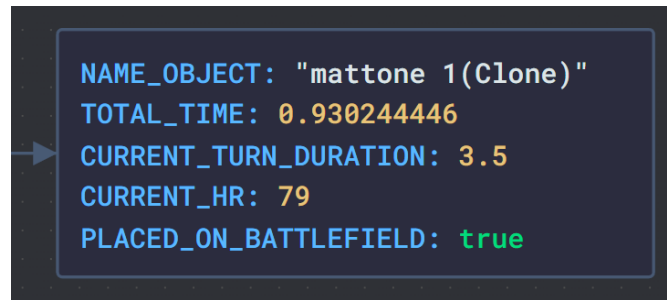 NAME_OBJECT: "mattone 1(Clone)"
TOTAL_TIME: 0.930244446
CURRENT_TURN_DURATION: 3.5
CURRENT_HR: 79
PLACED_ON_BATTLEFIELD: true